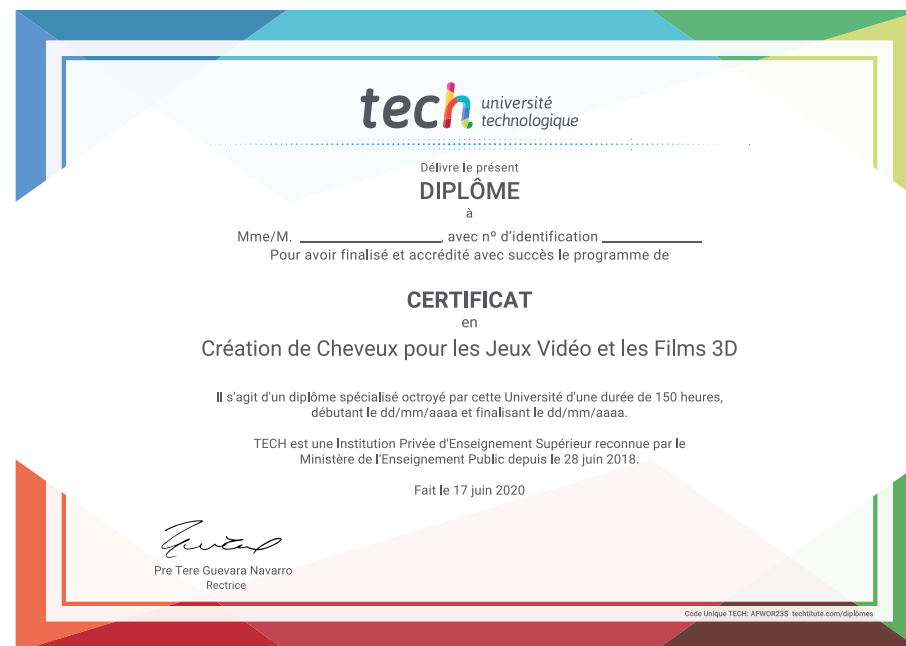 tech université
technologique
Délivre le présent
DIPLÔME
à
Mme/M. , avec nº d'identification
Pour avoir finalisé et accrédité avec succès le programme de
CERTIFICAT
en
Création de Cheveux pour les Jeux Vidéo et les Films 3D
Il s'agit d'un diplôme spécialisé octroyé par cette Université d'une durée de 150 heures,
débutant le dd/mm/aaaa et finalisant le dd/mm/aaaa.
TECH est une Institution Privée d'Enseignement Supérieur reconnue par le
Ministère de l'Enseignement Public depuis le 28 juin 2018.
Fait le 17 juin 2020
Pre Tere Guevara Navarro
Rectrice
Code Unique TECH: AFWOR23S techtitute.com/diplômes